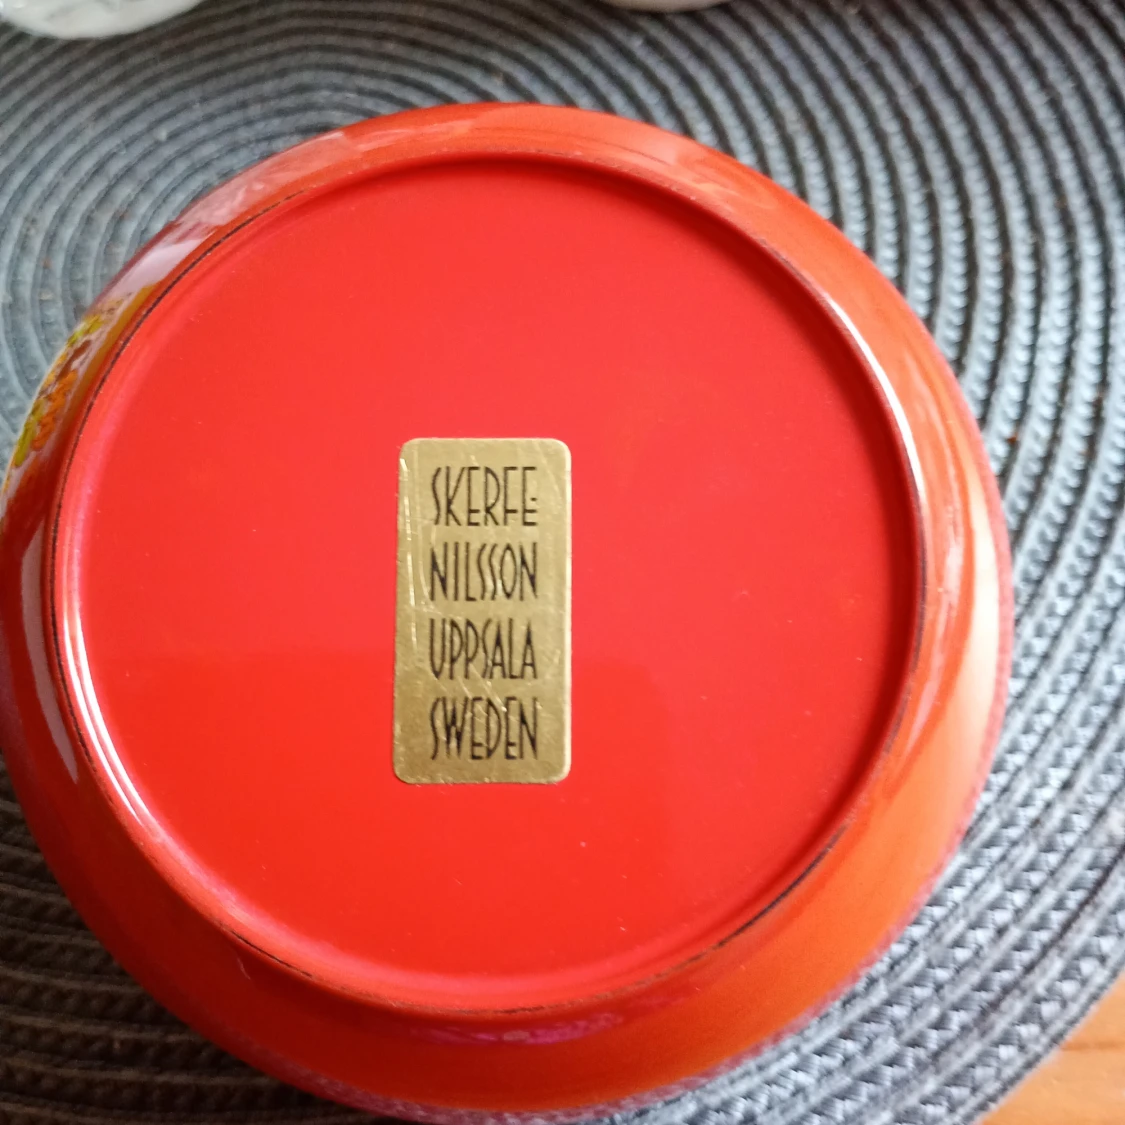 SKERFE-
NILSSON
UPPSALA
SWEDEN